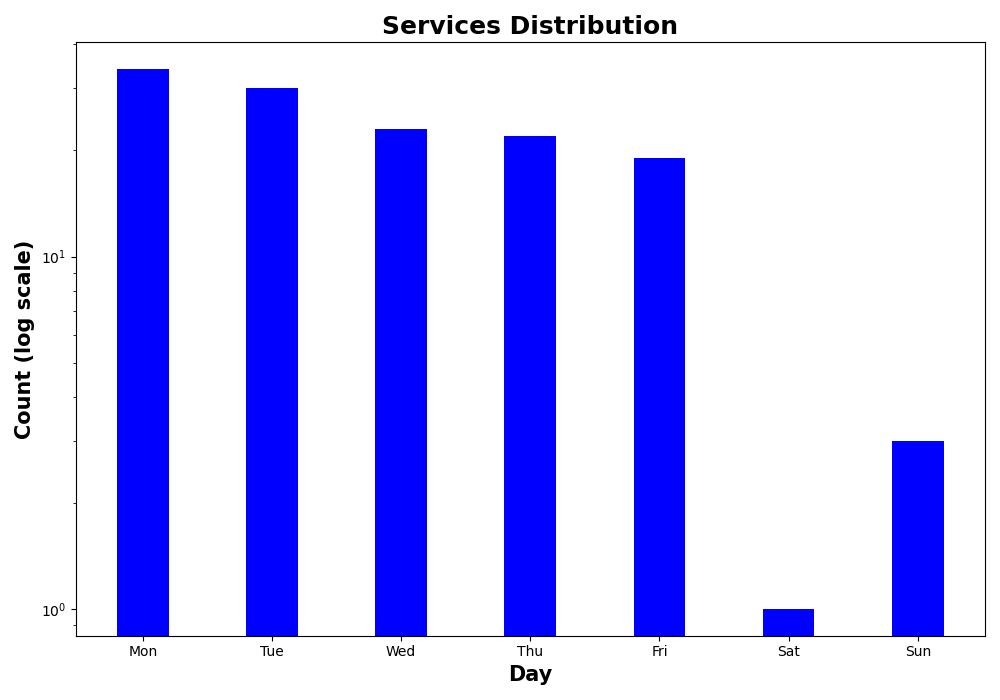 Services Distribution
Count (log scale)
10¹
10⁰
Mon Tue Wed Thu Fri Sat Sun
Day